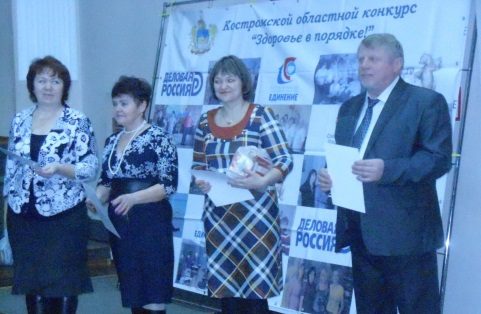 Костромской областной конкурс
"Здоровье в порядке!"
ДЕЛОВАЯ
РОССИЯ
ЕДИНЕНИЕ
ДЕЛОВАЯ
РОССИЯ